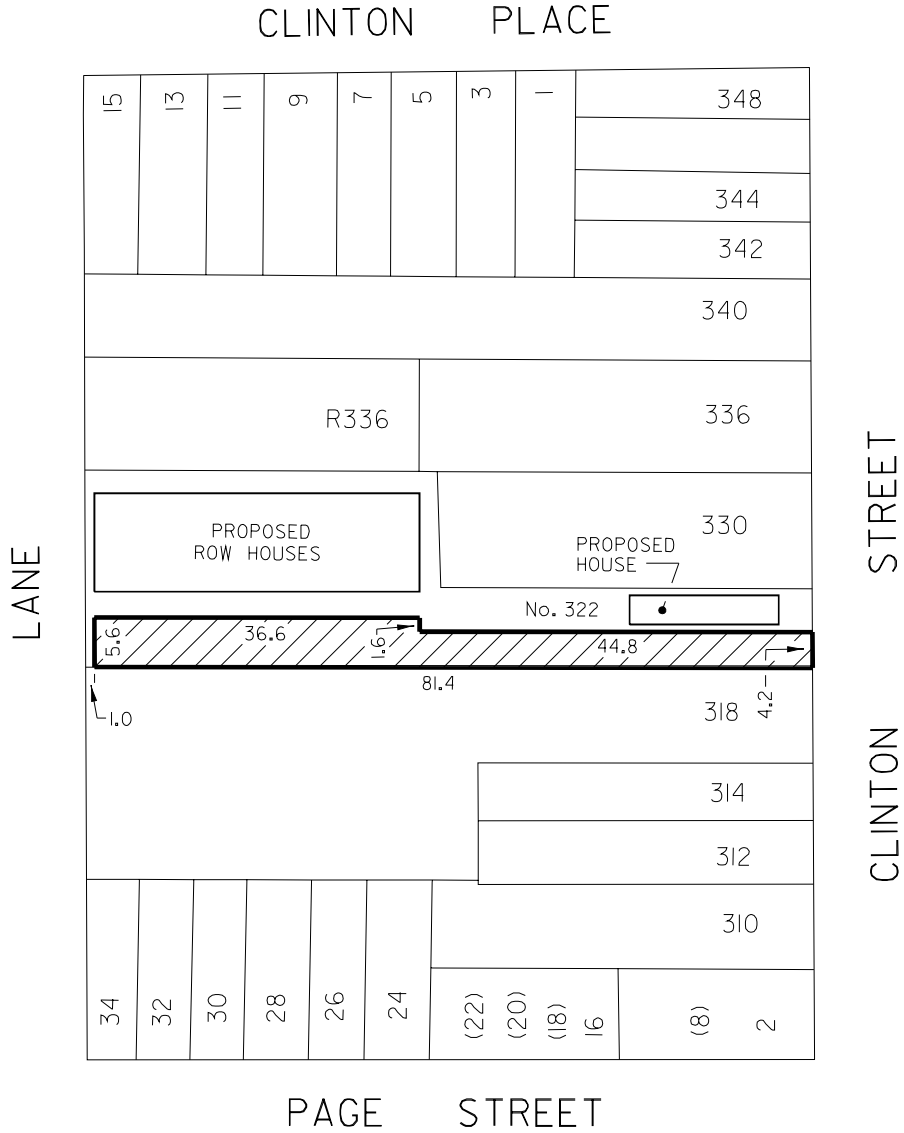 CLINTON PLACE
15 13 11 9 7 5 3 1
348
344
342
340
R336
336
330
PROPOSED
ROW HOUSES
PROPOSED
HOUSE
No. 322
STREET
LANE
5.6
36.6
1.6
44.8
81.4
4.2
1.0
318
CLINTON
314
312
310
34 32 30 28 26 24 (22) (20) (18) 16 (8) 2
PAGE STREET